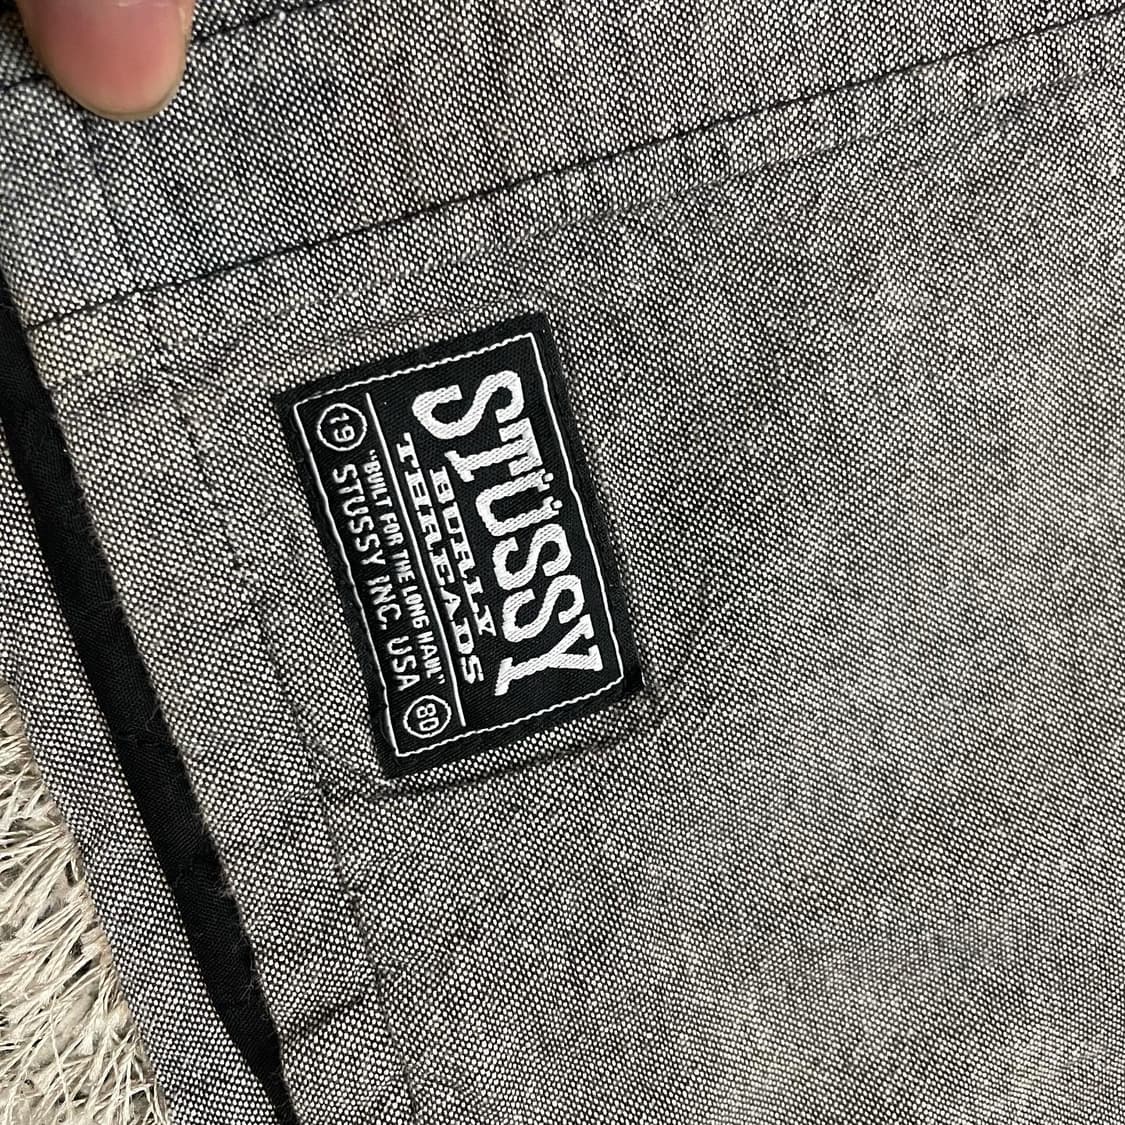 STÜSSY
BURLY
THREADS
"BUILT FOR THE LONG HAUL"
19 STUSSY INC. USA 80